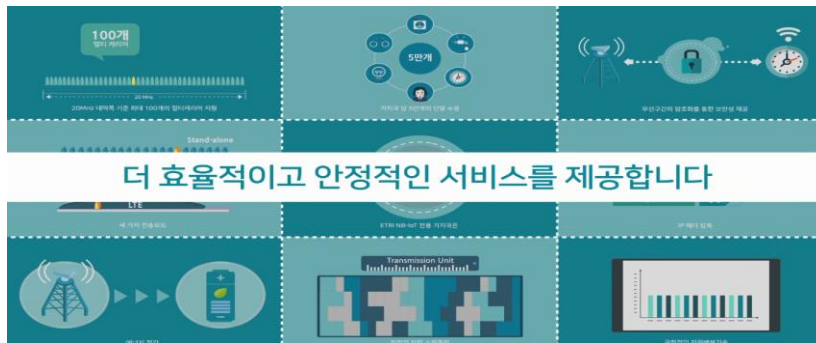 100개
멀티 캐리어
20 MHz
20MHz 대역폭 기준 최대 100개의 멀티캐리어 지원
5만개
기지국 당 5만개의 단말 수용
무선구간의 암호화를 통한 보안성 제공
Stand-alone
더 효율적이고 안정적인 서비스를 제공합니다
LTE
세 가지 전송모드
ETRI NB-IoT 전용 기지국은
IP 헤더 압축
Transmission Unit